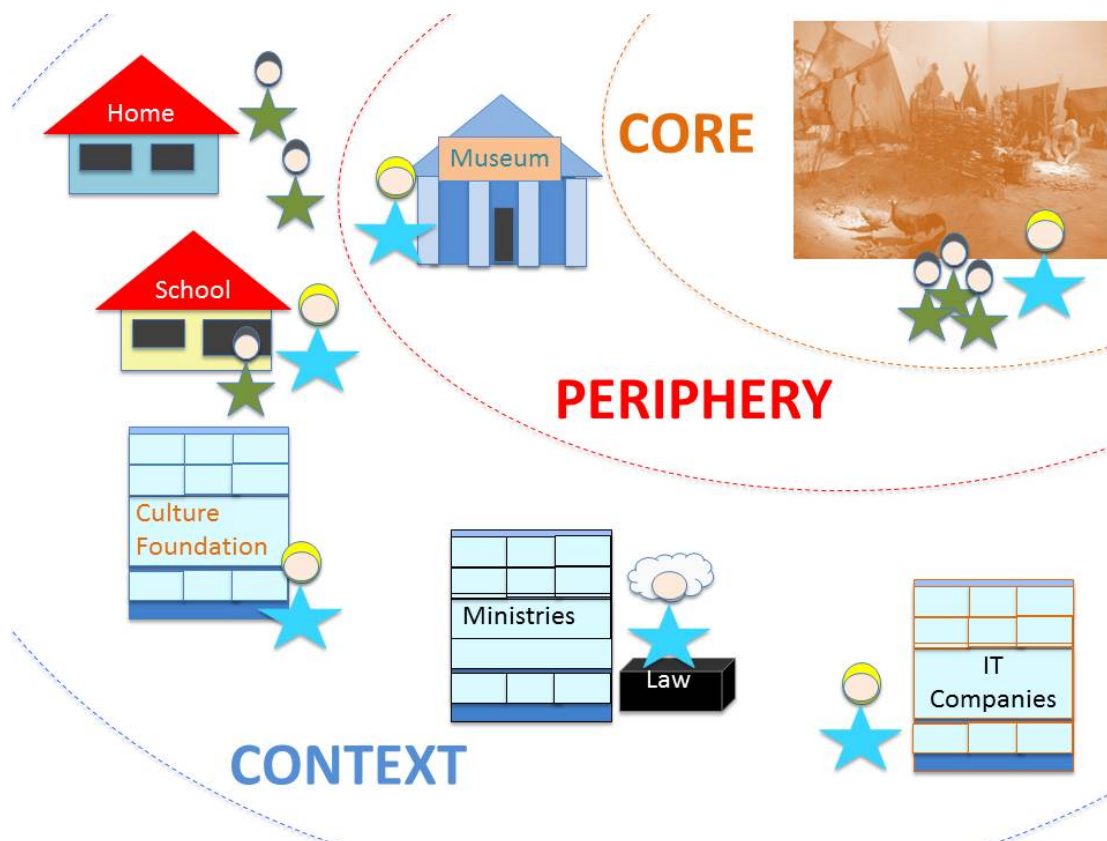 Home
Museum
CORE
School
PERIPHERY
Culture
Foundation
Ministries
Law
IT
Companies
CONTEXT